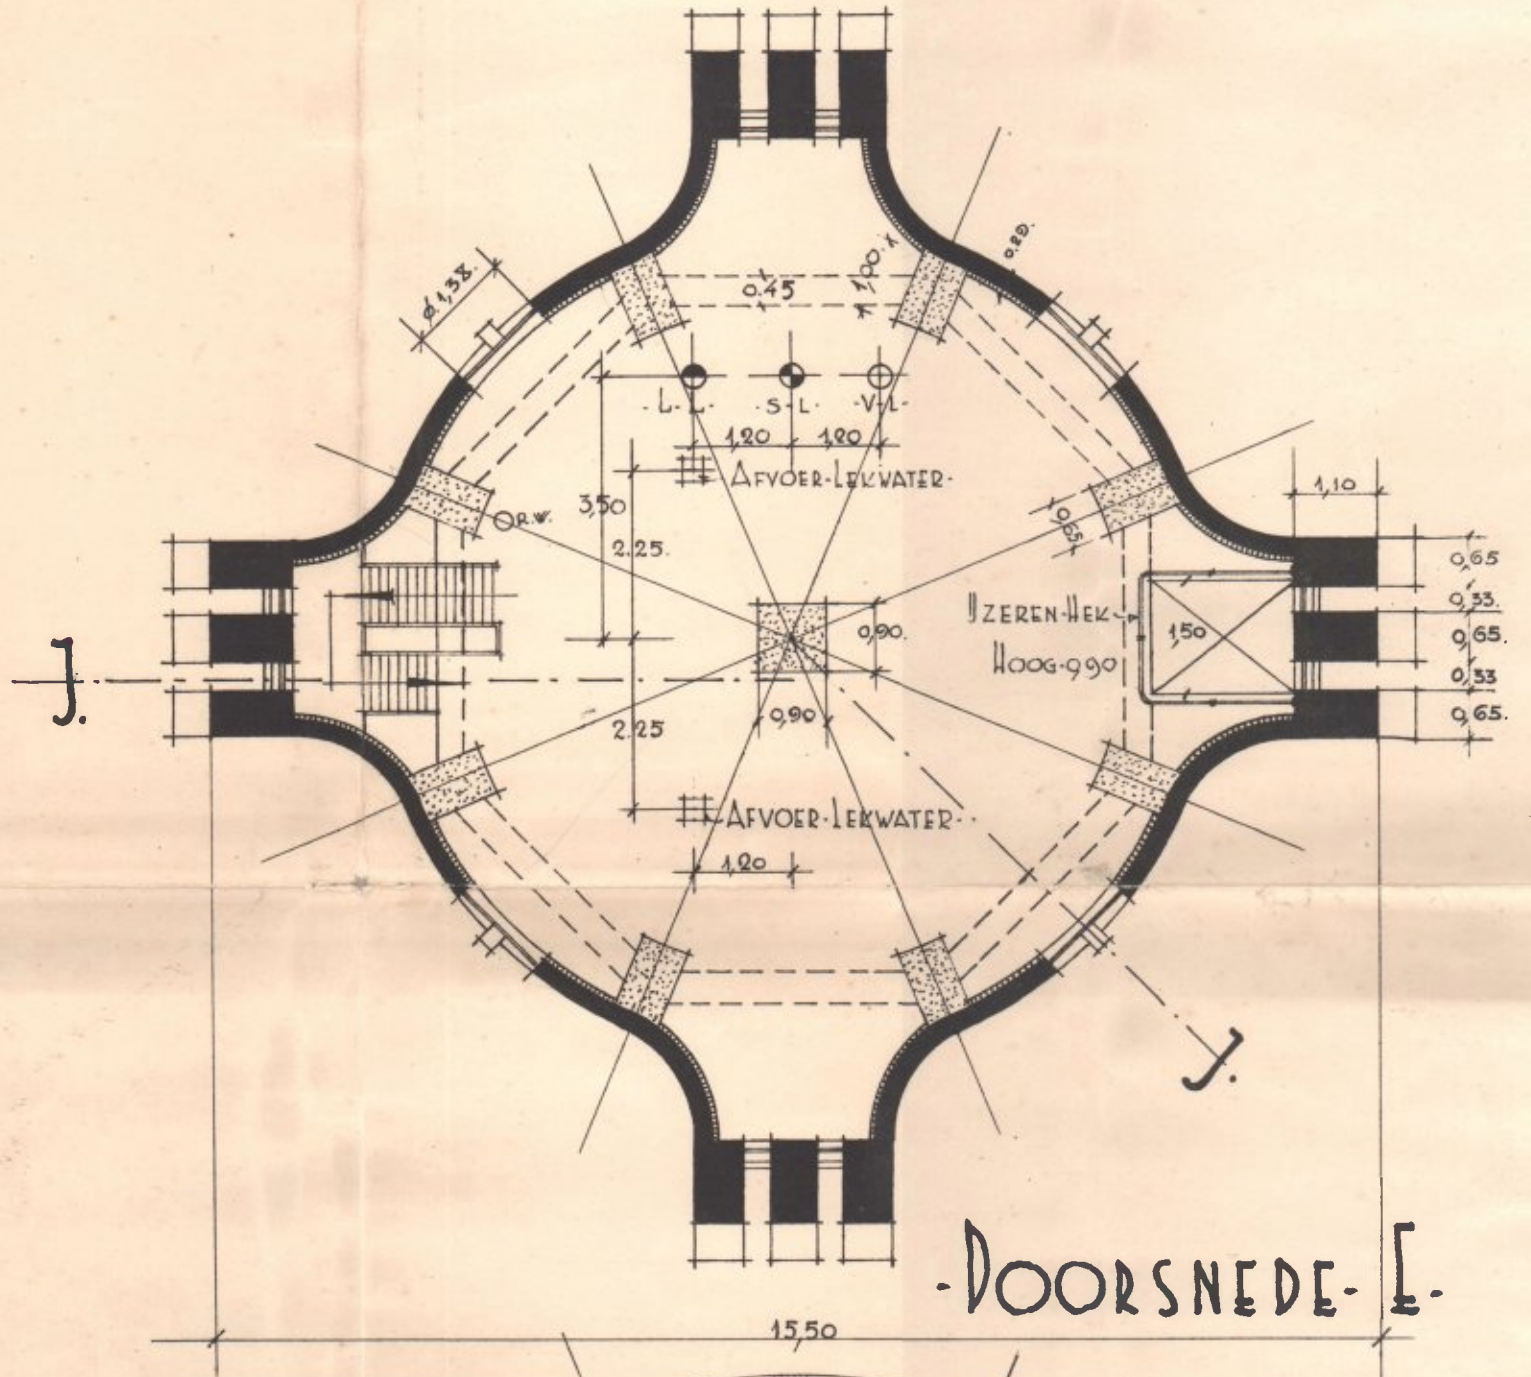 ø 1,38.
0.45
1,00.x
0.20.
-L-L- -S-L- -V-L-
1,20 1,20
AFVOER-LEKWATER-
1,10
3,50
R.W.
0,65
2.25.
0,65
0,33.
0,65.
0,33
0,65.
IJZEREN-HEK
HOOG-0,90
1,50
0,90.
J.
0,90
2.25
AFVOER-LEKWATER-
1,20
J.
-DOORSNEDE- E-
15,50